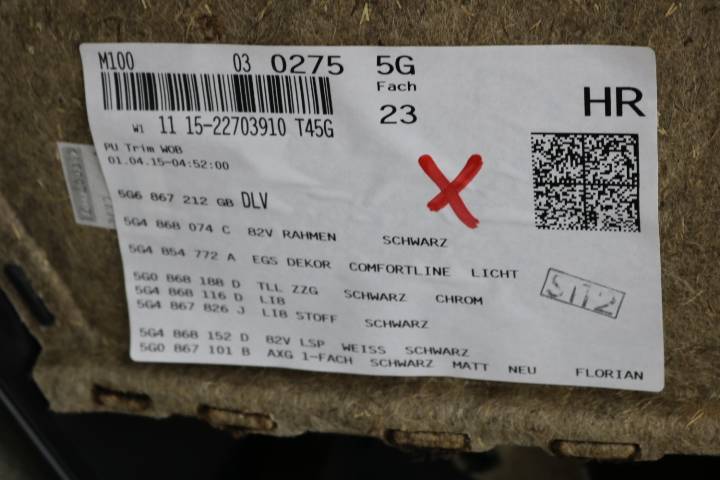 M100 03 0275 5G
Fach
23
HR
W1 11 15-22703910 T45G
PU Trim WOB
01.04.15-04:52:00
5G6 867 212 GB DLV
5G4 868 074 C 82V RAHMEN SCHWARZ
5G4 854 772 A EGS DEKOR COMFORTLINE LICHT
5G0 868 188 D TLL ZZG SCHWARZ CHROM
5G4 868 116 D LIB
5G4 867 826 J LIB STOFF SCHWARZ
5G4 868 152 D 82V LSP WEISS SCHWARZ
5G0 867 101 B AXG 1-FACH SCHWARZ MATT NEU FLORIAN